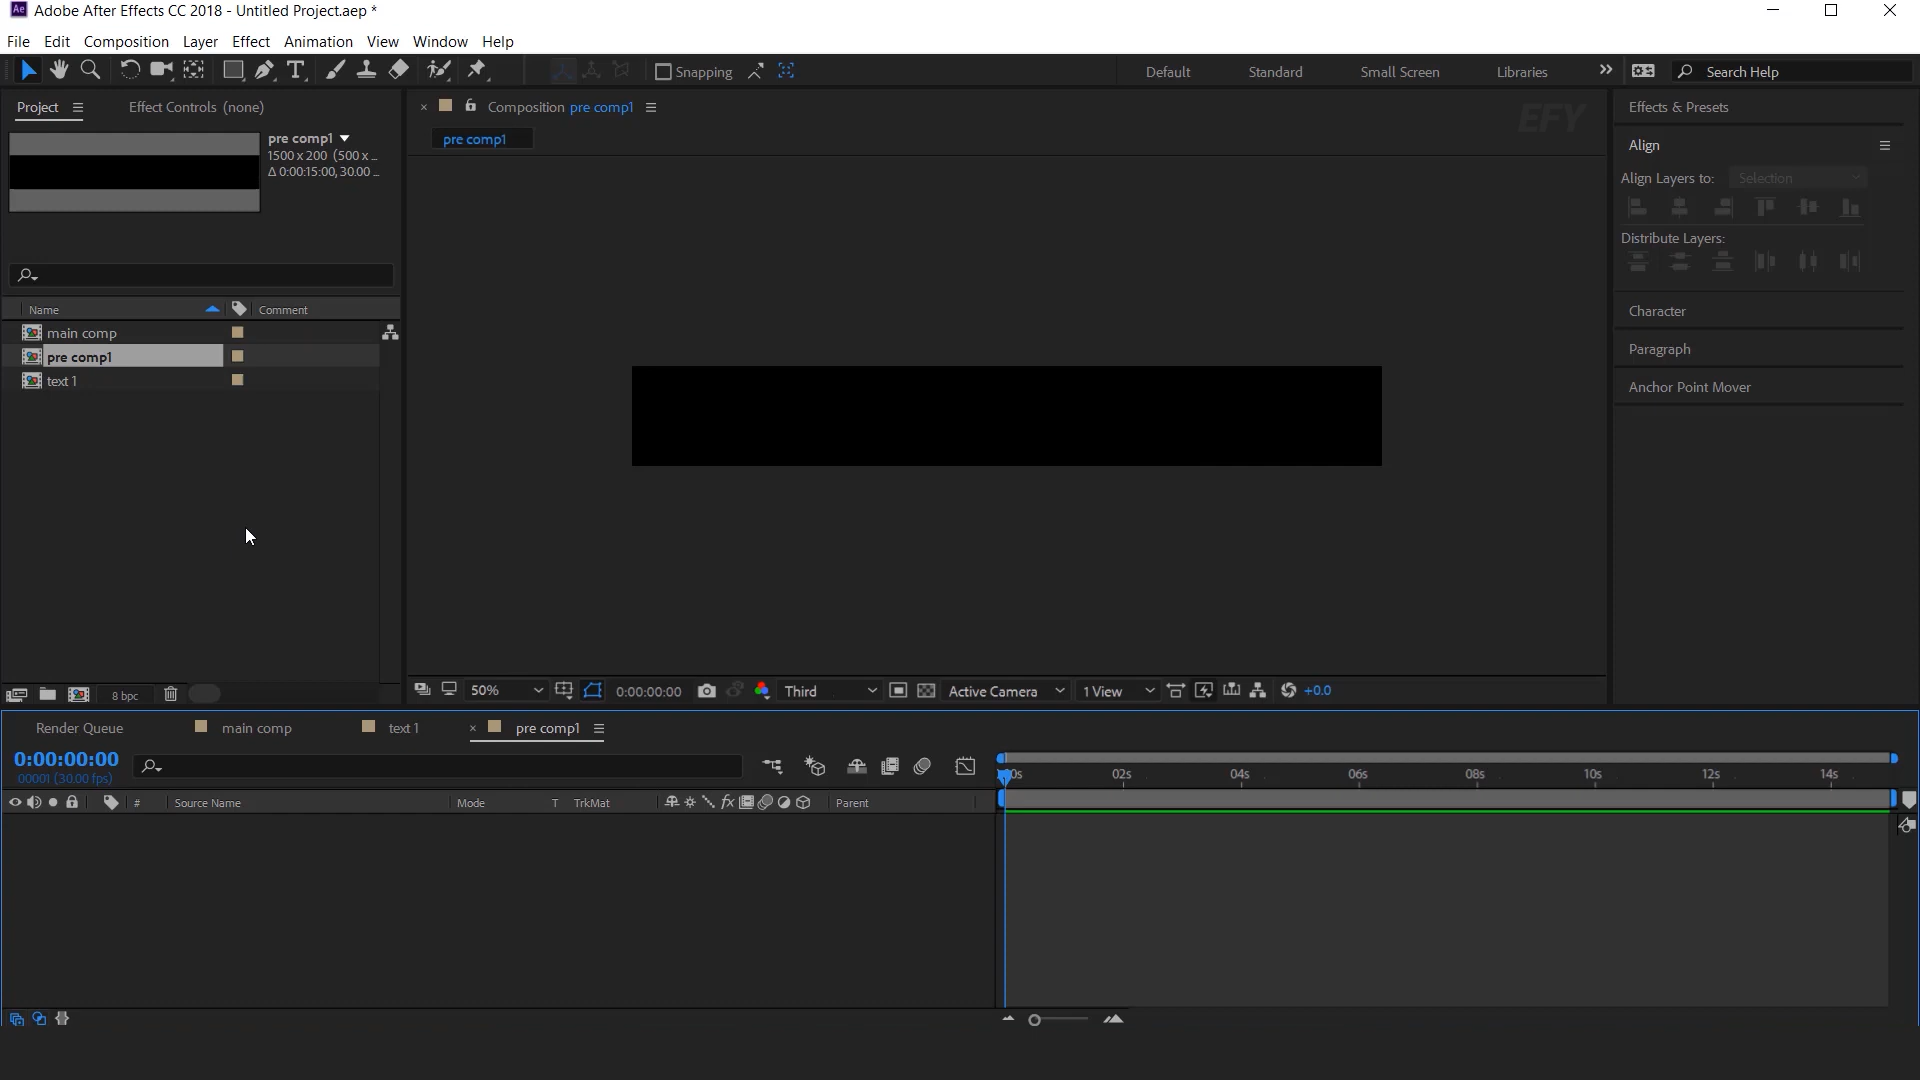 Ae Adobe After Effects CC 2018 - Untitled Project.aep *
File Edit Composition Layer Effect Animation View Window Help
Snapping Default Standard Small Screen Libraries Search Help
Project Effect Controls (none)
× Composition pre comp1
Effects & Presets
pre comp1
EFY
pre comp1
1500 x 200 (500 x ...
Δ 0:00:15:00, 30.00 ...
Align
Align Layers to: Selection
Distribute Layers:
Name Comment
main comp
pre comp1
text 1
Character
Paragraph
Anchor Point Mover
8 bpc
50% 0:00:00:00 Third Active Camera 1 View +0.0
Render Queue main comp text 1 × pre comp1
0:00:00:00
00001 (30.00 fps)
02s 04s 06s 08s 10s 12s 14s
# Source Name Mode T TrkMat fx Parent